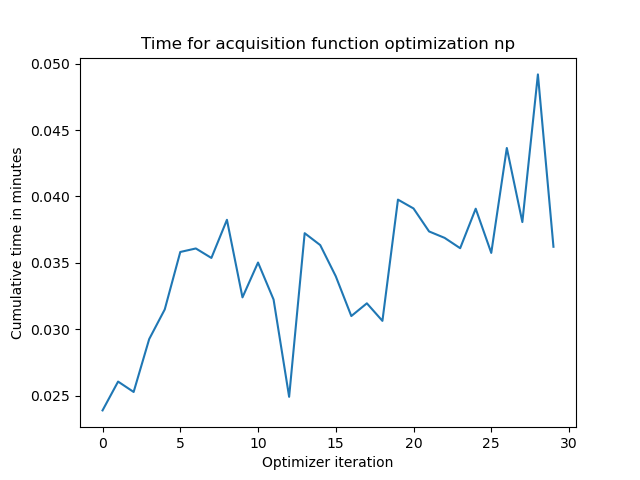 Time for acquisition function optimization np
Cumulative time in minutes
0.050
0.045
0.040
0.035
0.030
0.025
0 5 10 15 20 25 30
Optimizer iteration